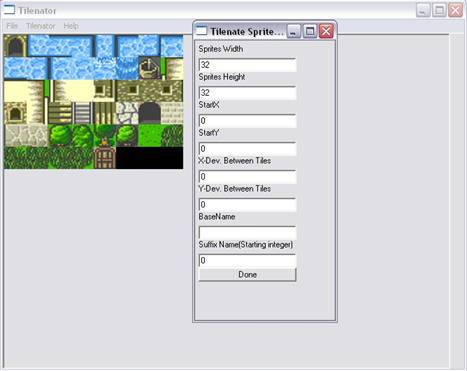 Tilenator
File Tilenator Help
Tilenate Sprite...
Sprites Width
32
Sprites Height
32
StartX
0
StartY
0
X-Dev. Between Tiles
0
Y-Dev. Between Tiles
0
BaseName
Suffix Name(Starting integer)
0
Done